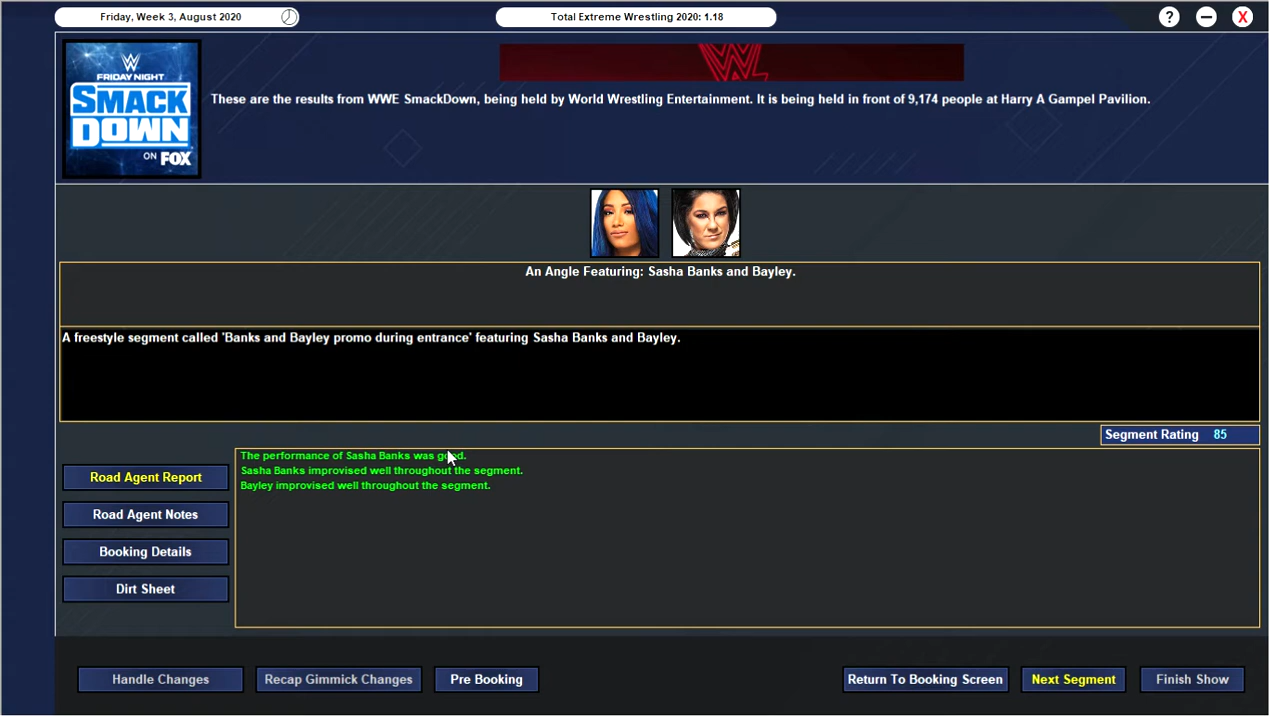 Friday, Week 3, August 2020
Total Extreme Wrestling 2020: 1.18
?
X
W
FRIDAY NIGHT
SMACK
DOWN
ON FOX
These are the results from WWE SmackDown, being held by World Wrestling Entertainment. It is being held in front of 9,174 people at Harry A Gampel Pavilion.
An Angle Featuring: Sasha Banks and Bayley.
A freestyle segment called 'Banks and Bayley promo during entrance' featuring Sasha Banks and Bayley.
Segment Rating 85
The performance of Sasha Banks was good.
Sasha Banks improvised well throughout the segment.
Bayley improvised well throughout the segment.
Road Agent Report
Road Agent Notes
Booking Details
Dirt Sheet
Handle Changes
Recap Gimmick Changes
Pre Booking
Return To Booking Screen
Next Segment
Finish Show